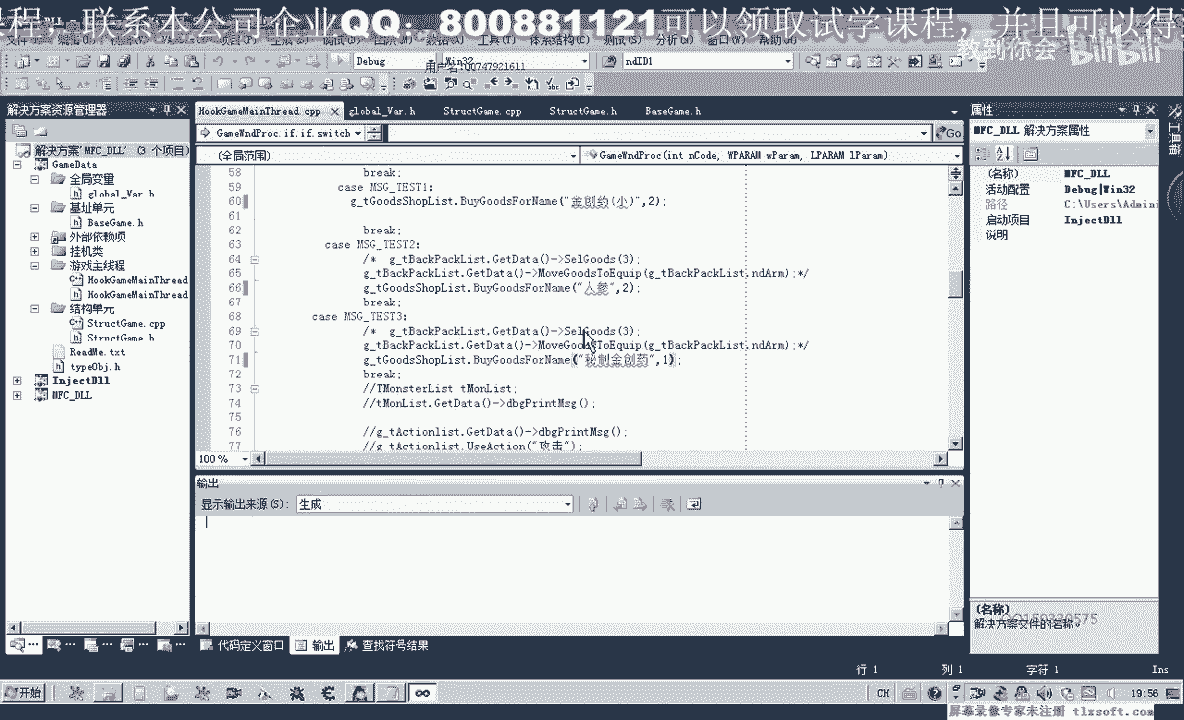 课程，联系本公司企业QQ：800881121可以领取试学课程，并且可以得
教到你会 bilibili
Debug Win32 ndID1
用户名:100747921611
解决方案资源管理器
解决方案'MFC_DLL' (3 个项目)
GameData
全局变量
global_Var.h
基址单元
BaseGame.h
外部依赖项
挂机类
游戏主线程
HookGameMainThread
HookGameMainThread
结构单元
StructGame.cpp
StructGame.h
ReadMe.txt
typeObj.h
InjectDll
MFC_DLL
HookGameMainThread.cpp global_Var.h StructGame.cpp StructGame.h BaseGame.h
GameWndProc.if.if.switch Go
(全局范围) GameWndProc(int nCode, WPARAM wParam, LPARAM lParam)
58 break;
59 case MSG_TEST1:
60 g_tGoodsShopList.BuyGoodsForName("金创药(小)",2);
61
62 break;
63 case MSG_TEST2:
64 /* g_tBackPackList.GetData()->SelGoods(3);
65 g_tBackPackList.GetData()->MoveGoodsToEquip(g_tBackPackList.ndArm);*/
66 g_tGoodsShopList.BuyGoodsForName("人参",2);
67 break;
68 case MSG_TEST3:
69 /* g_tBackPackList.GetData()->SelGoods(3);
70 g_tBackPackList.GetData()->MoveGoodsToEquip(g_tBackPackList.ndArm);*/
71 g_tGoodsShopList.BuyGoodsForName("秘制金创药",1);
72 break;
73 //TMonsterList tMonList;
74 //tMonList.GetData()->dbgPrintMsg();
75
76 //g_tActionlist.GetData()->dbgPrintMsg();
77 //g_tActionlist.UseAction("攻击");
100 %
输出
显示输出来源(S): 生成
代码定义窗口 输出 查找符号结果
属性
MFC_DLL 解决方案属性
(名称) MFC_DLL
活动配置 Debug|Win32
路径 C:\Users\Admini
启动项目 InjectDll
说明
(名称)
解决方案文件的名称。
工具箱
行 1 列 1 字符 1 Ins
开始 CH 19:56
屏幕录像专家未注册 tlxsoft.com